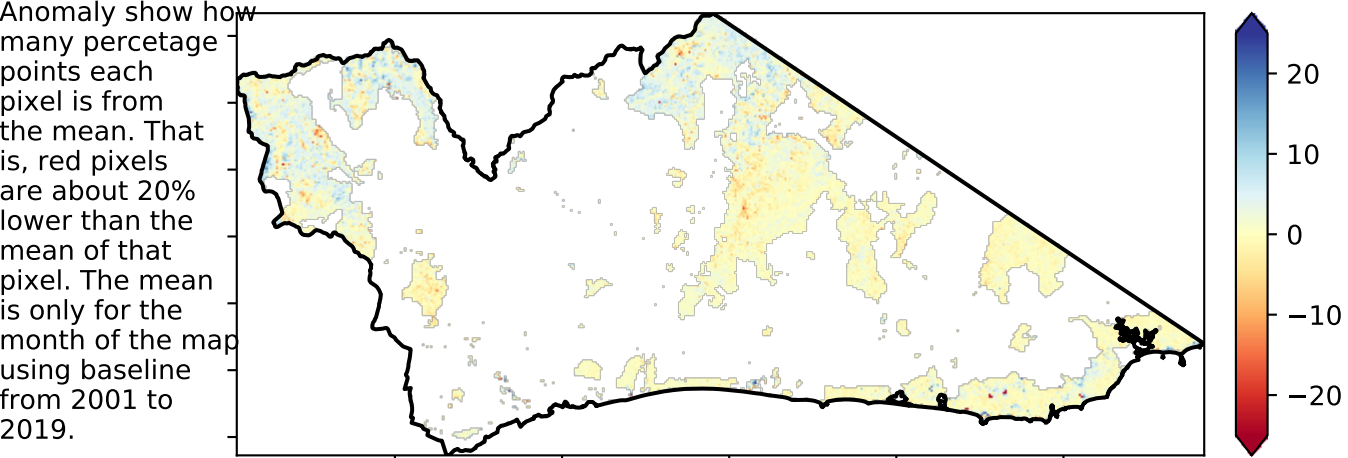 Anomaly show how
many percetage
points each
pixel is from
the mean. That
is, red pixels
are about 20%
lower than the
mean of that
pixel. The mean
is only for the
month of the map
using baseline
from 2001 to
2019.
20
10
0
−10
−20